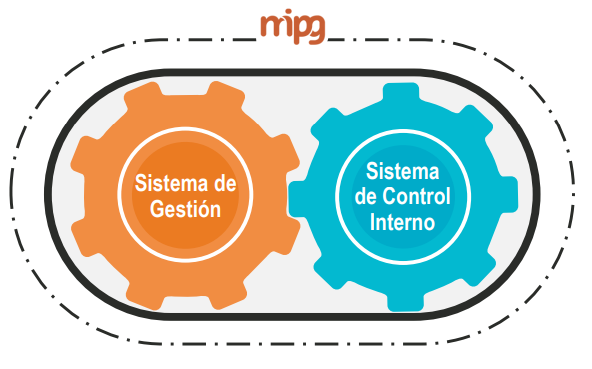 mipg
Sistema de
Gestión
Sistema
de Control
Interno